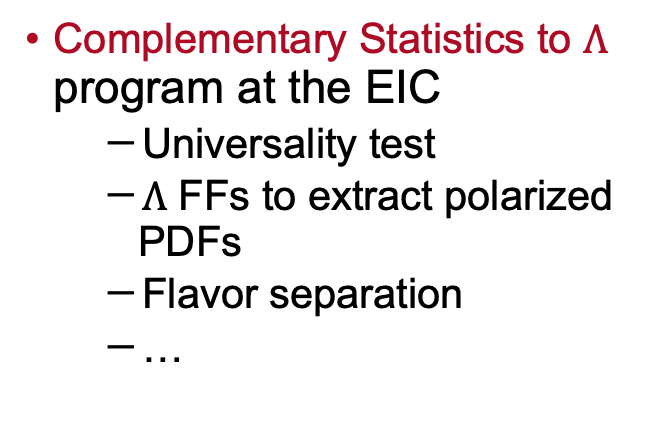 • Complementary Statistics to Λ
program at the EIC
– Universality test
– Λ FFs to extract polarized
PDFs
– Flavor separation
– …